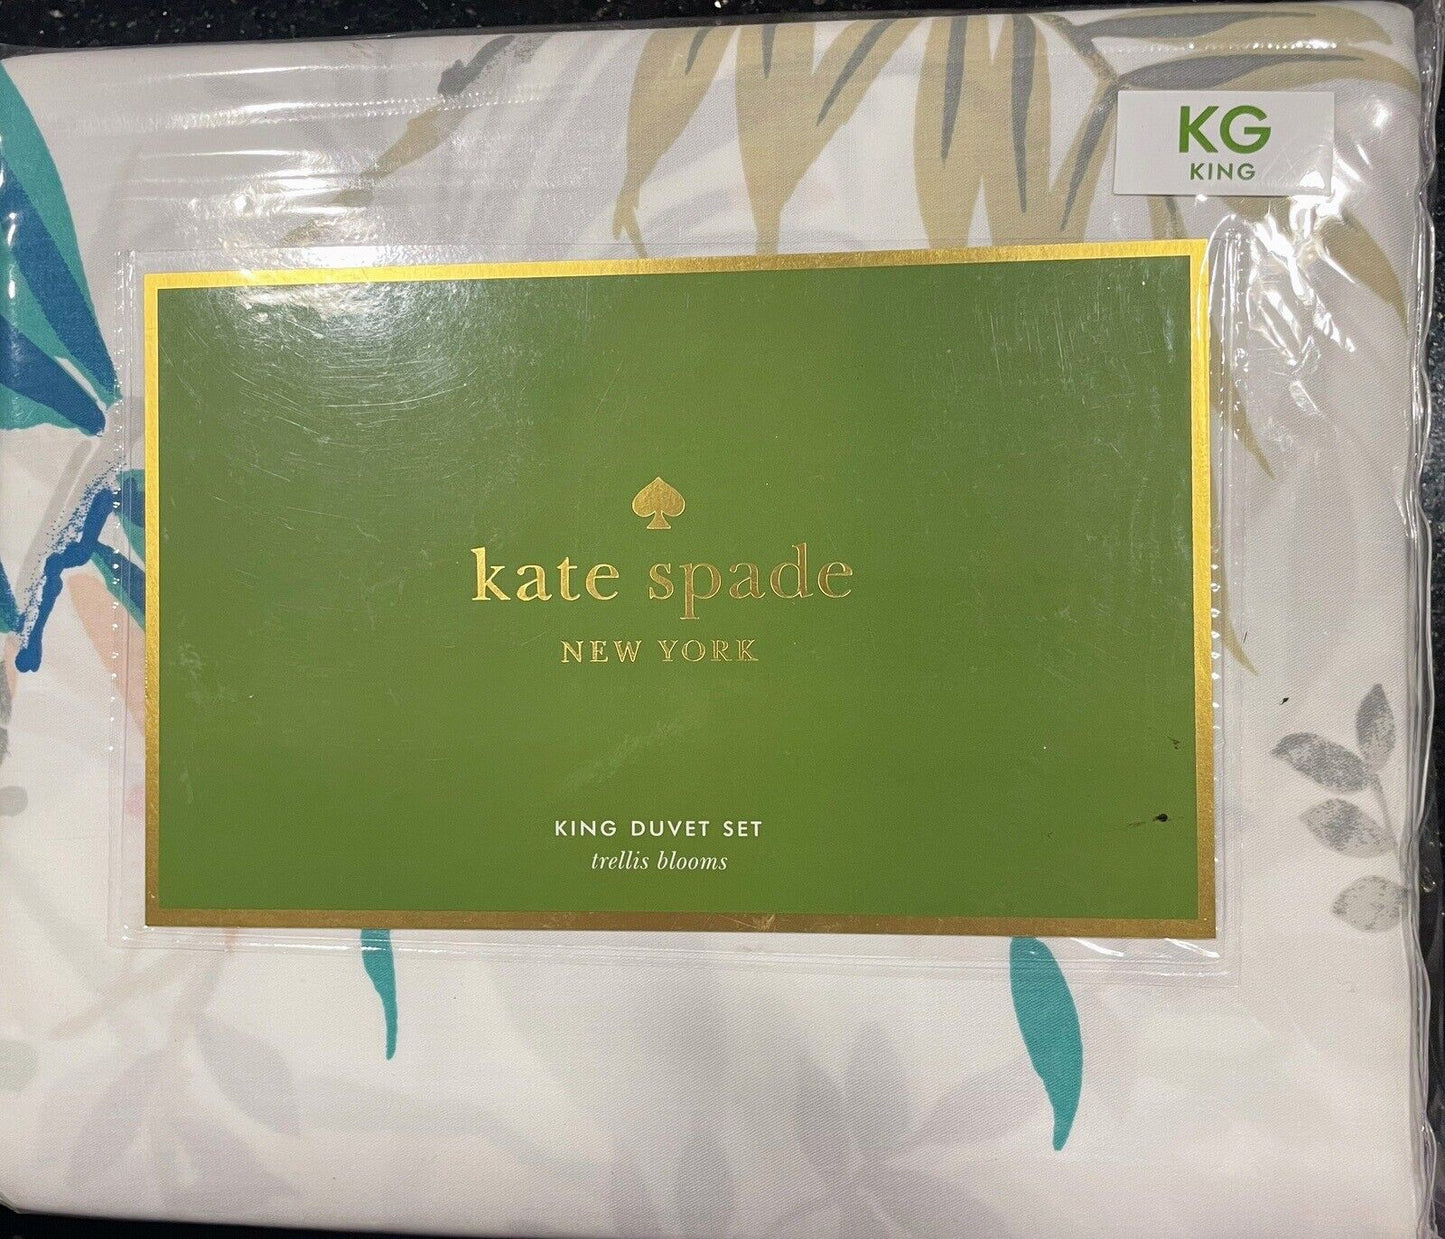 KG
KING
kate spade
NEW YORK
KING DUVET SET
trellis blooms